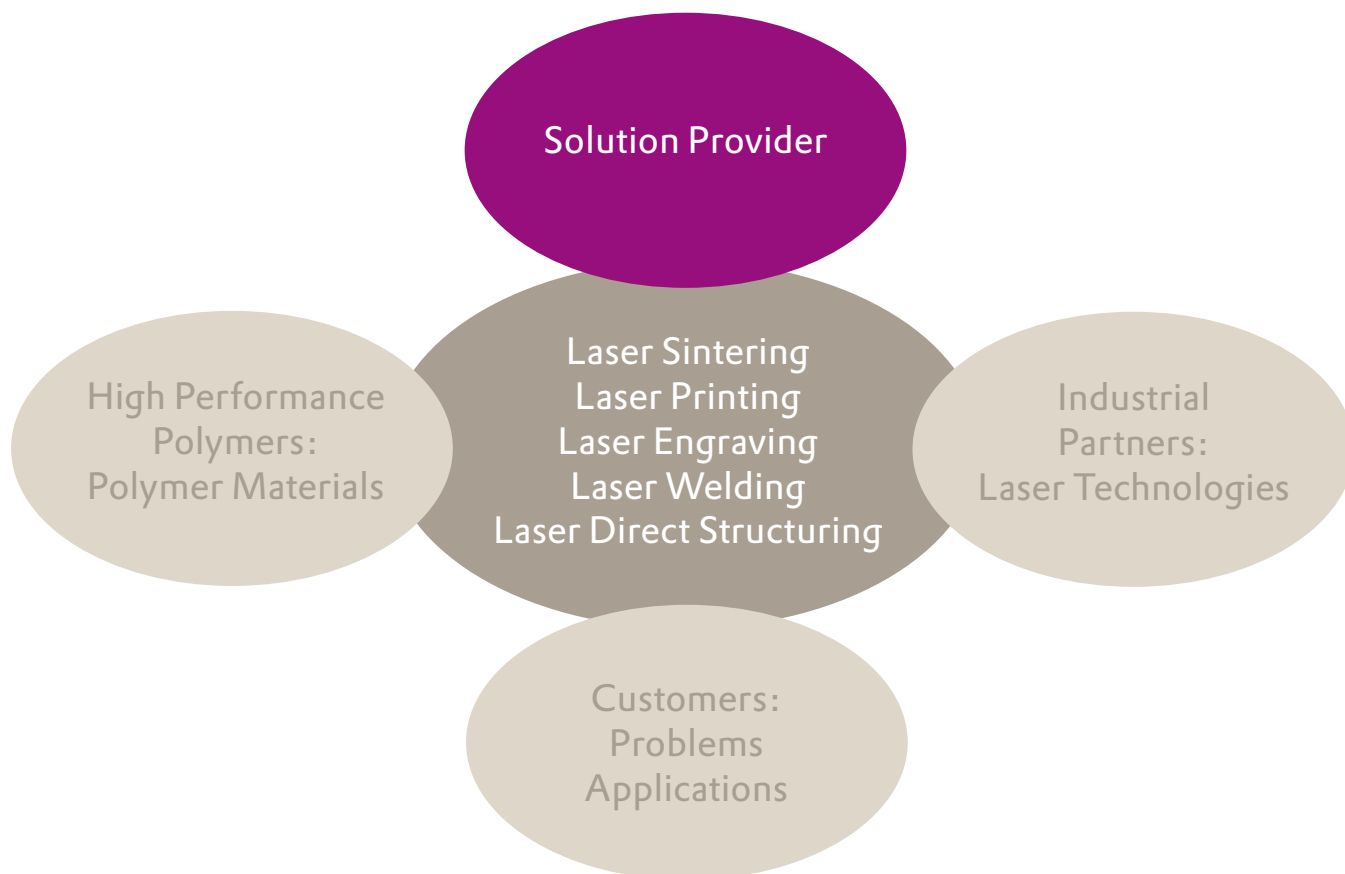 Solution Provider
High Performance
Polymers:
Polymer Materials
Laser Sintering
Laser Printing
Laser Engraving
Laser Welding
Laser Direct Structuring
Industrial
Partners:
Laser Technologies
Customers:
Problems
Applications